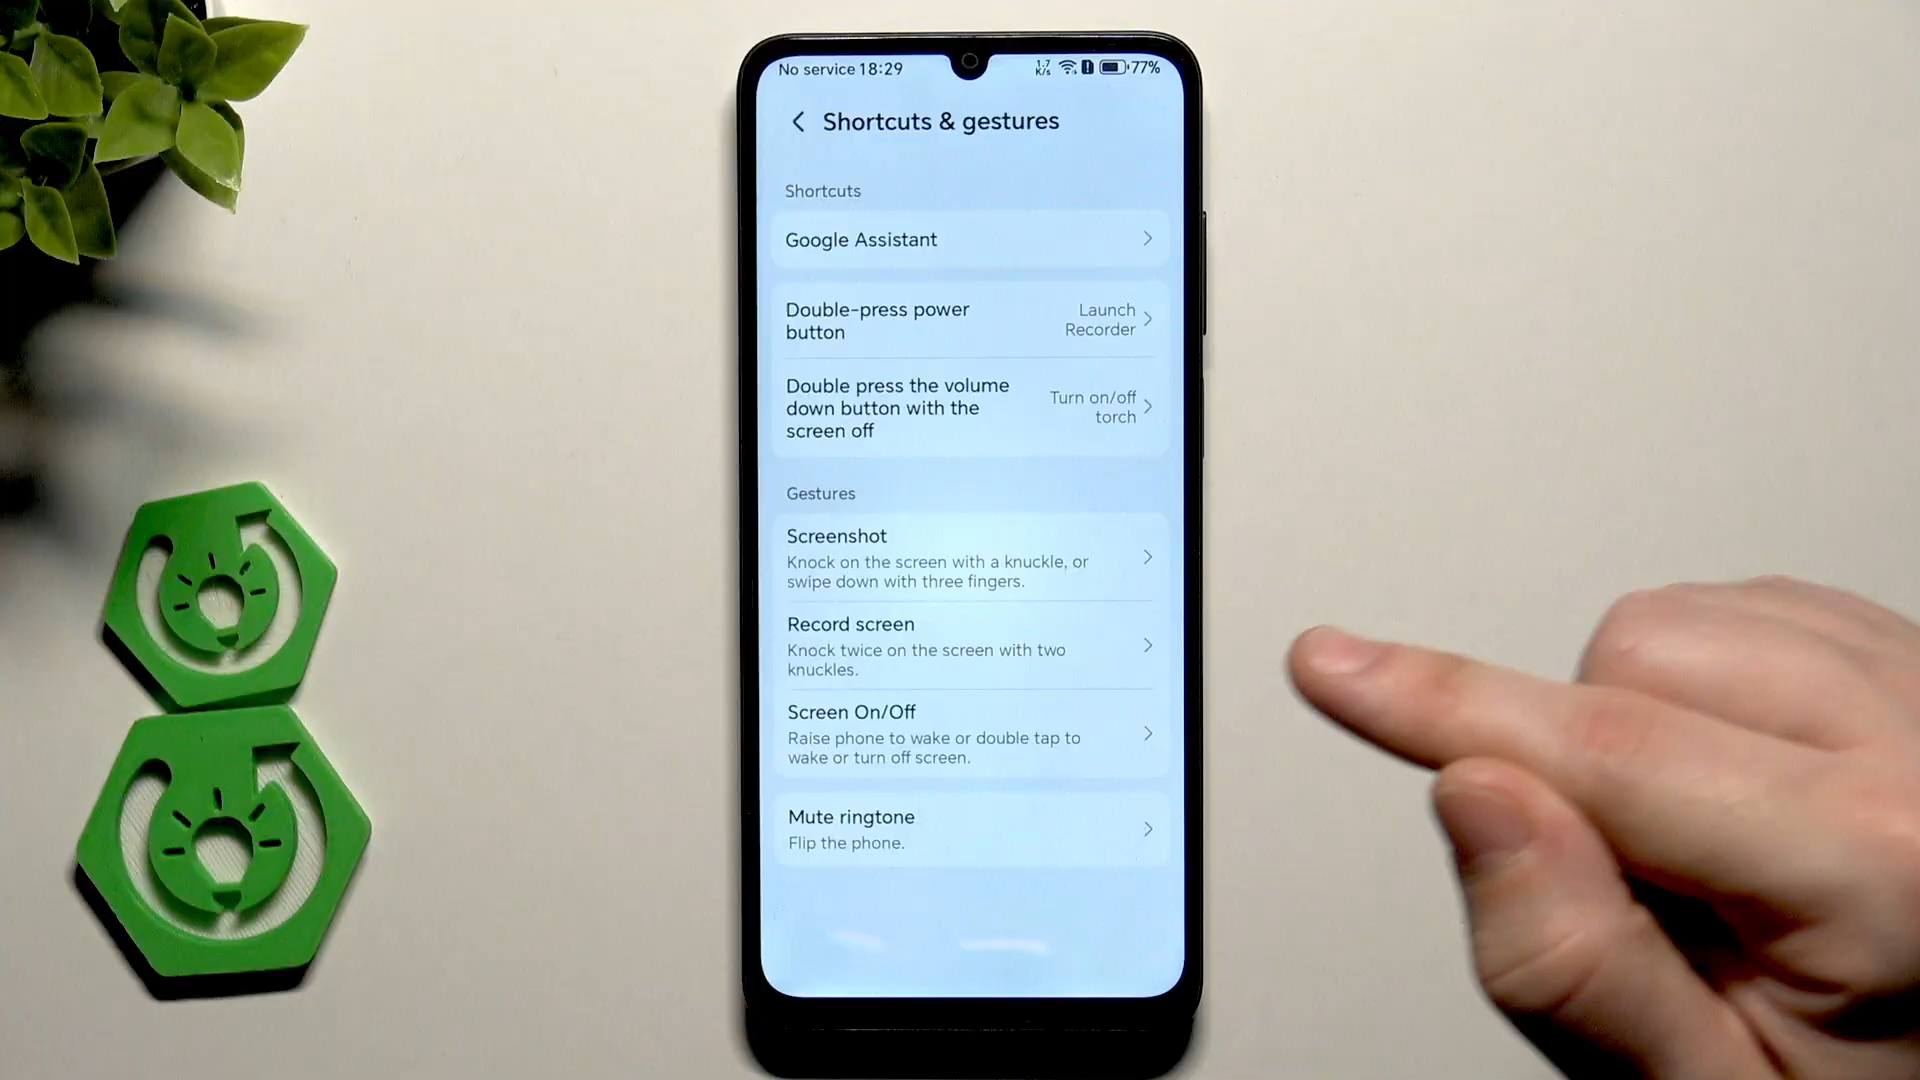 No service 18:29
1.7 K/s
77%
Shortcuts & gestures
Shortcuts
Google Assistant
Double-press power
button
Launch
Recorder
Double press the volume
down button with the
screen off
Turn on/off
torch
Gestures
Screenshot
Knock on the screen with a knuckle, or
swipe down with three fingers.
Record screen
Knock twice on the screen with two
knuckles.
Screen On/Off
Raise phone to wake or double tap to
wake or turn off screen.
Mute ringtone
Flip the phone.